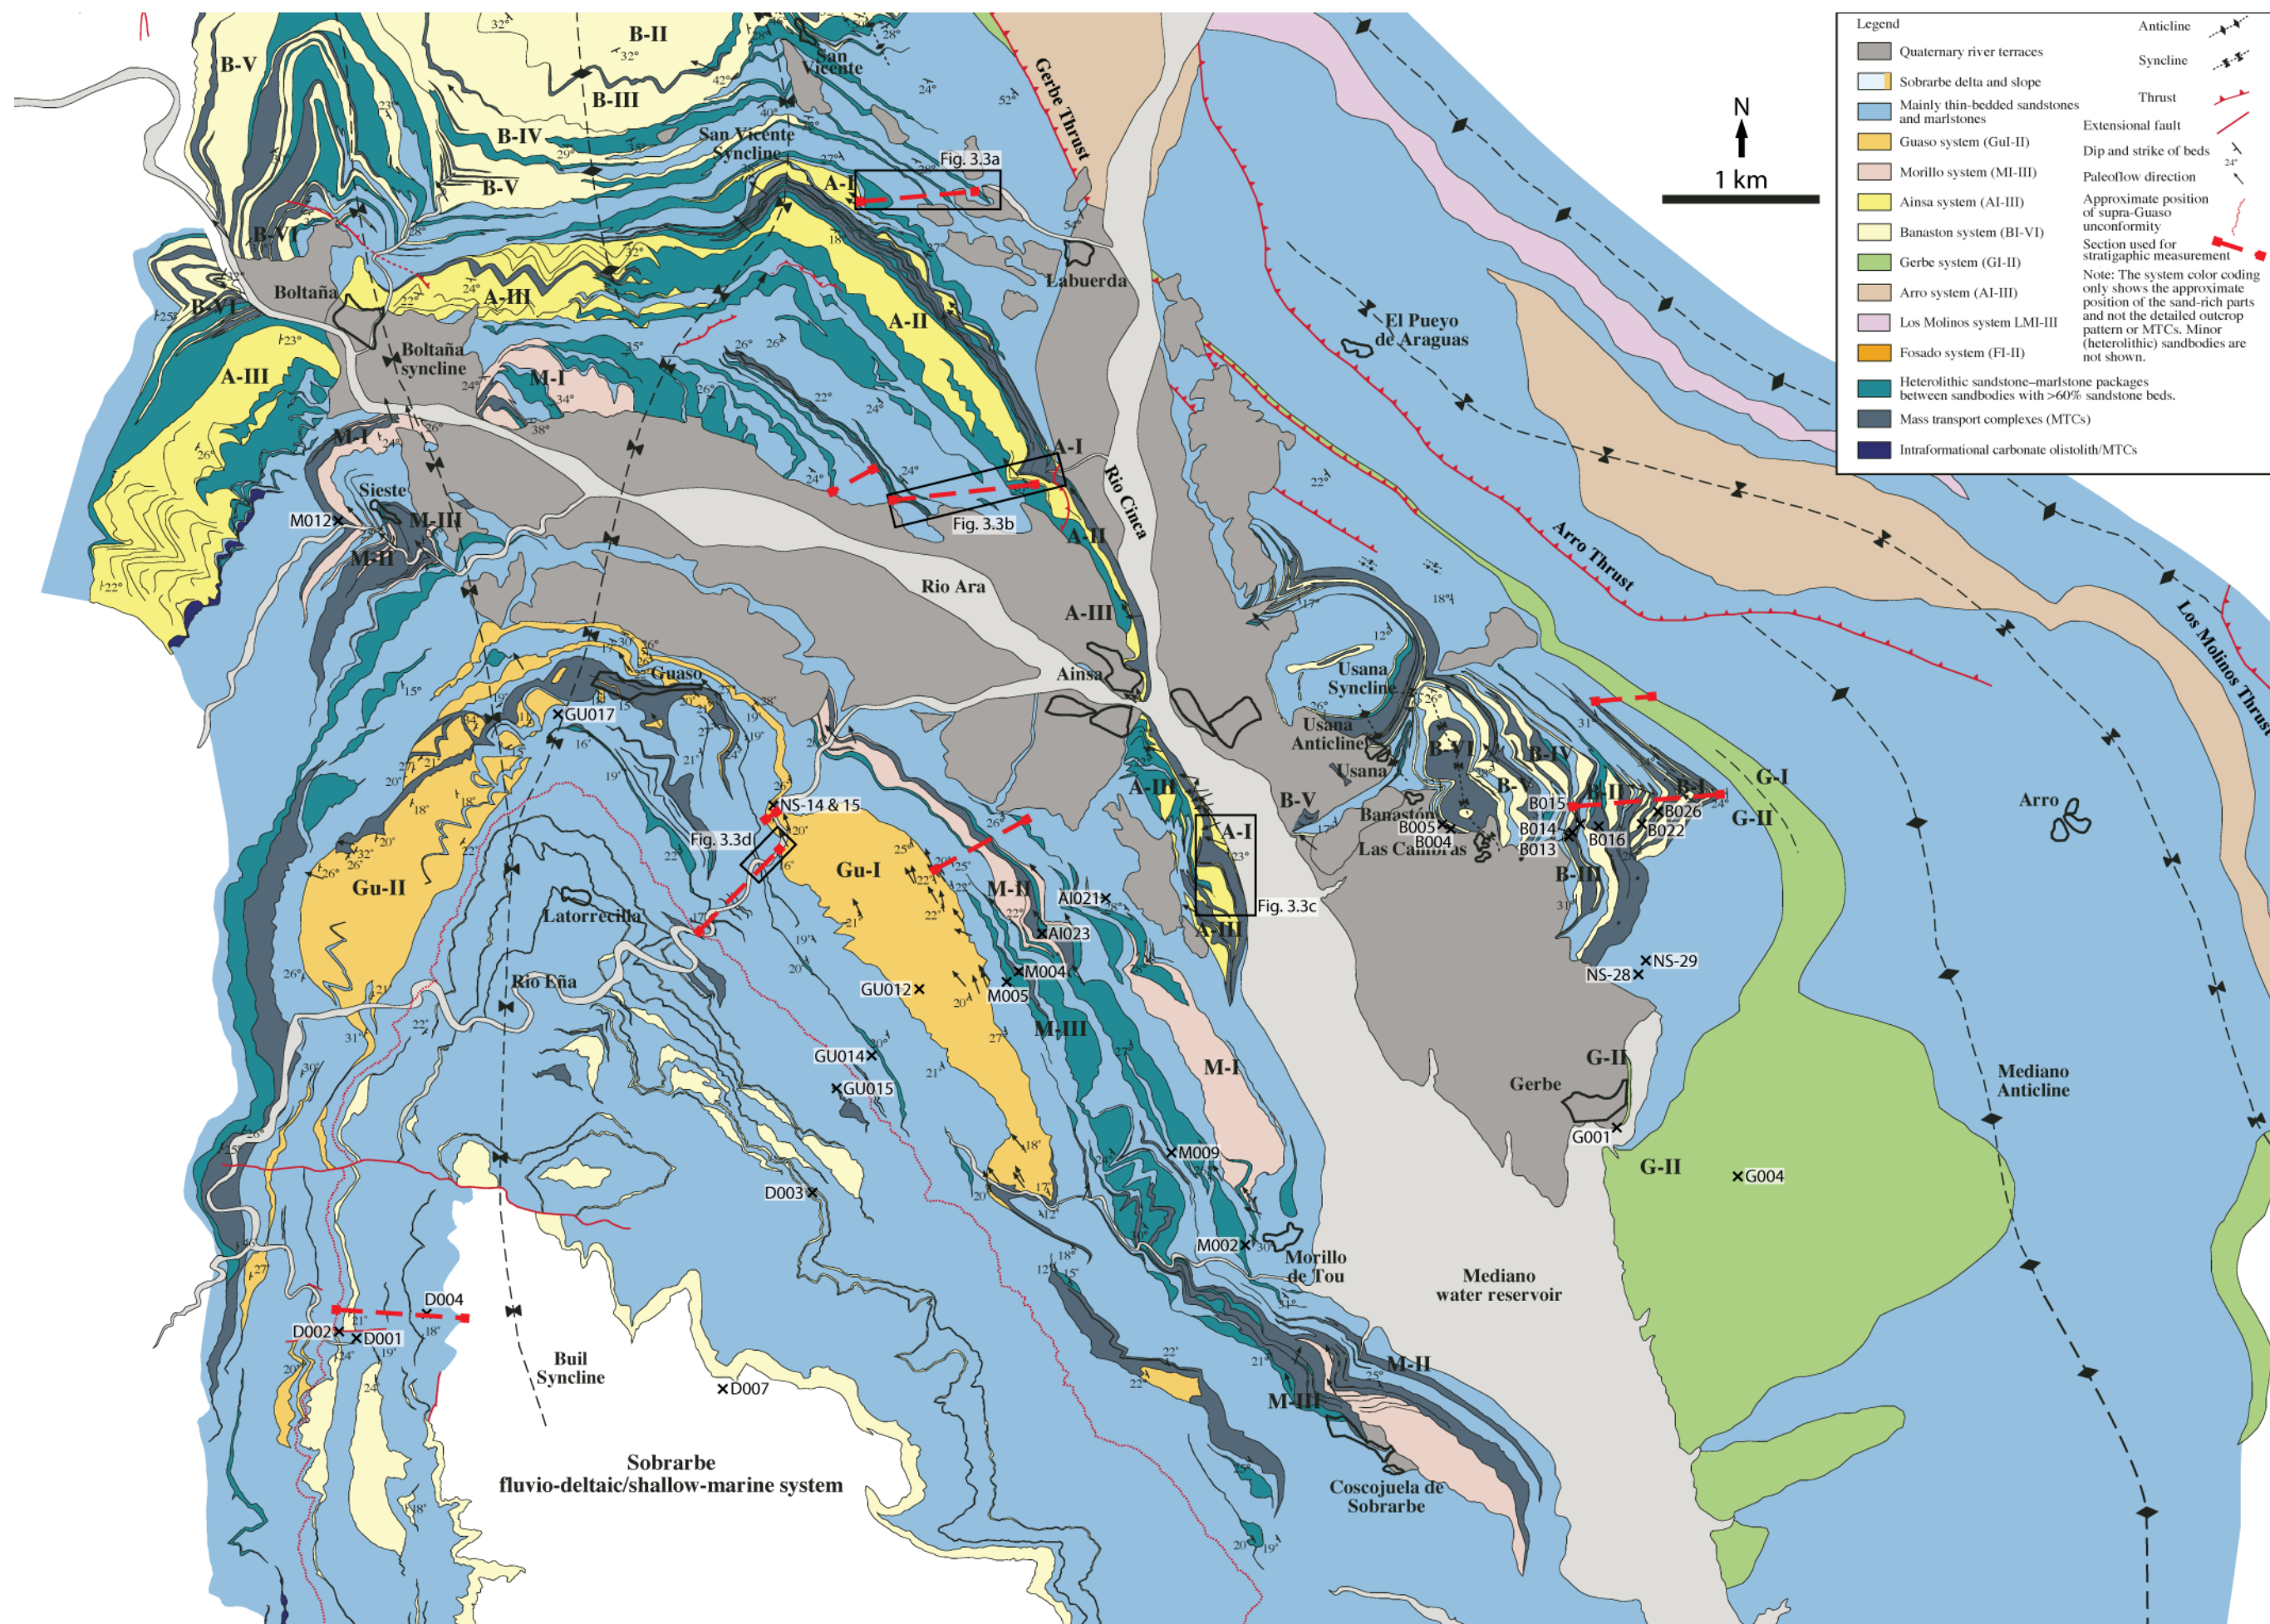 Legend
Quaternary river terraces
Sobrarbe delta and slope
Mainly thin-bedded sandstones
and marlstones
Guaso system (GuI-II)
Morillo system (MI-III)
Ainsa system (AI-III)
Banaston system (BI-VI)
Gerbe system (GI-II)
Arro system (AI-III)
Los Molinos system LMI-III
Fosado system (FI-II)
Heterolithic sandstone–marlstone packages
between sandbodies with >60% sandstone beds.
Mass transport complexes (MTCs)
Intraformational carbonate olistolith/MTCs
Anticline
Syncline
Thrust
Extensional fault
Dip and strike of beds
24°
Paleoflow direction
Approximate position
of supra-Guaso
unconformity
Section used for
stratigaphic measurement
Note: The system color coding
only shows the approximate
position of the sand-rich parts
and not the detailed outcrop
pattern or MTCs. Minor
(heterolithic) sandbodies are
not shown.
N
1 km
B-V
B-II
B-III
B-IV
B-V
B-VI
B-VI
San
Vicente
San Vicente
Syncline
Gerbe Thrust
Fig. 3.3a
A-I
Labuerda
Boltaña
A-III
A-II
A-III
Boltaña
syncline
M-I
M-I
El Pueyo
de Araguas
A-I
Rio Cinca
Fig. 3.3b
A-II
Sieste
M012
M-III
M-II
Arro Thrust
Los Molinos Thrust
Rio Ara
A-III
Ainsa
Guaso
GU017
Usana
Syncline
Usana
Anticline
Usana
B-VI
B-IV
B-V
B-II
B-I
G-I
G-II
B-V
Banastón
Las Cambras
B005
B004
B015
B014
B013
B016
B022
B026
B-III
Arro
NS-14 & 15
Fig. 3.3d
A-III
A-I
Fig. 3.3c
A-III
Gu-II
Gu-I
Latorrecilla
M-II
AI021
AI023
M004
M005
GU012
Rio Eña
NS-29
NS-28
M-III
GU014
GU015
M-I
G-II
Gerbe
G001
G-II
G004
Mediano
Anticline
M009
D003
M002
Morillo
de Tou
Mediano
water reservoir
D004
D002
D001
Buil
Syncline
D007
M-II
M-III
Sobrarbe
fluvio-deltaic/shallow-marine system
Coscojuela de
Sobrarbe